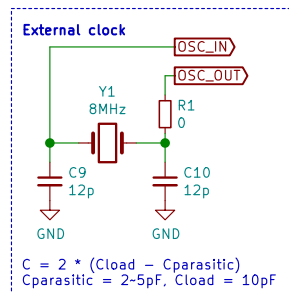 External clock
OSC_IN
OSC_OUT
Y1
8MHz
R1
0
C9
12p
C10
12p
GND
GND
C = 2 * (Cload - Cparasitic)
Cparasitic = 2~5pF, Cload = 10pF